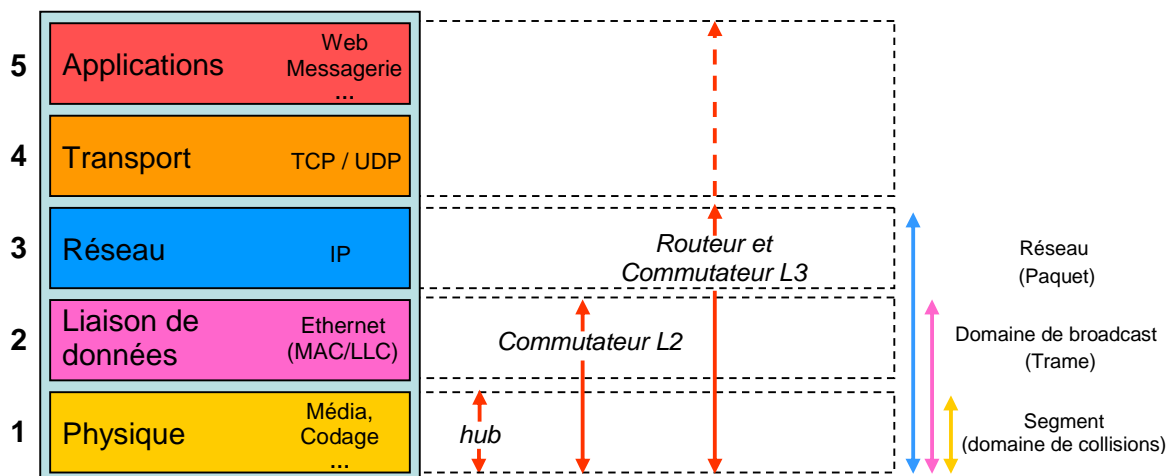 5
Applications
Web
Messagerie
...
4
Transport
TCP / UDP
3
Réseau
IP
Routeur et
Commutateur L3
Réseau
(Paquet)
2
Liaison de
données
Ethernet
(MAC/LLC)
Commutateur L2
Domaine de broadcast
(Trame)
1
Physique
Média,
Codage
...
hub
Segment
(domaine de collisions)